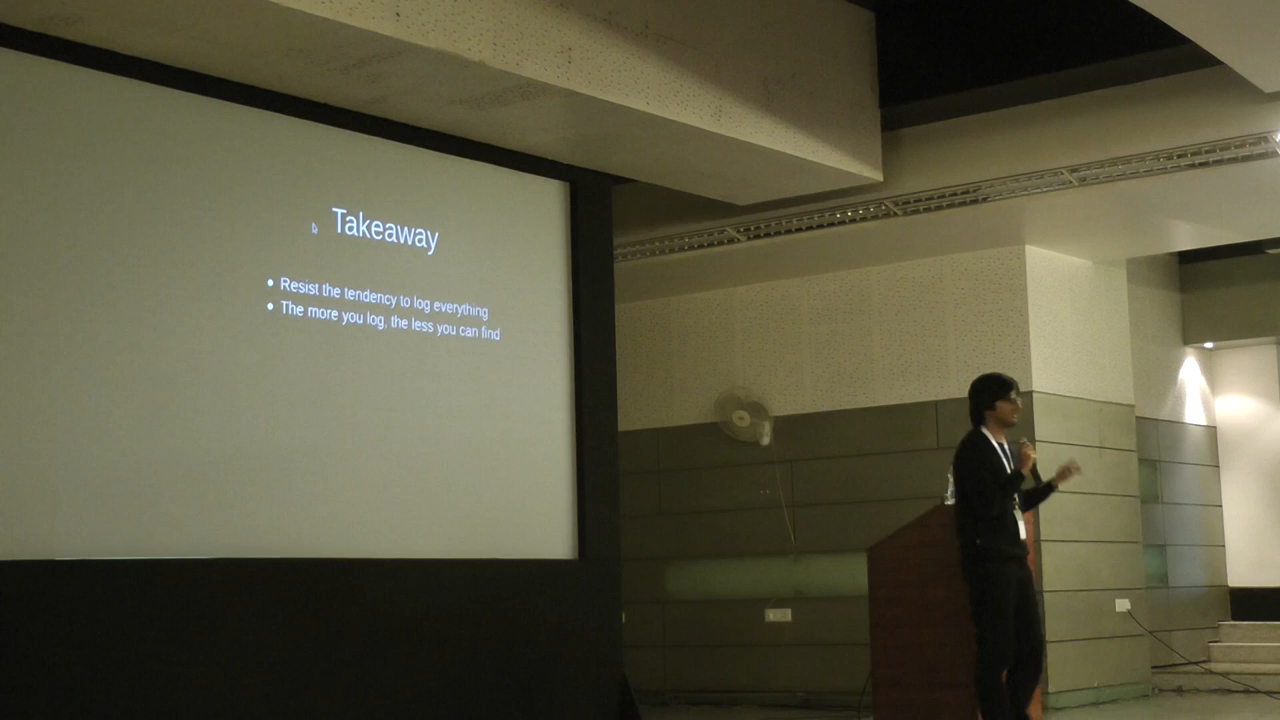 Takeaway
Resist the tendency to log everything
The more you log, the less you can find